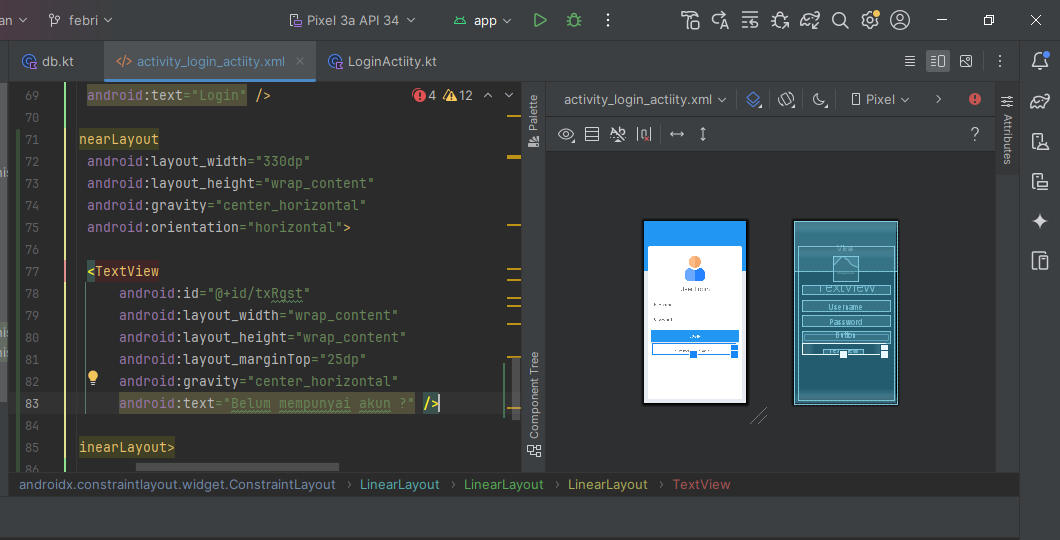 an
febri
Pixel 3a API 34
app
db.kt
activity_login_actiity.xml
LoginActiity.kt
69 android:text="Login" />
4 12
70
71 nearLayout
72 android:layout_width="330dp"
73 android:layout_height="wrap_content"
74 android:gravity="center_horizontal"
75 android:orientation="horizontal">
76
77 <TextView
78 android:id="@+id/txRgst"
79 android:layout_width="wrap_content"
80 android:layout_height="wrap_content"
81 android:layout_marginTop="25dp"
82 android:gravity="center_horizontal"
83 android:text="Belum mempunyai akun ?" />
84
85 inearLayout>
86
Palette
Component Tree
activity_login_actiity.xml
Pixel
?
Attributes
User Login
View
TextView
Username
Password
Button
androidx.constraintlayout.widget.ConstraintLayout › LinearLayout › LinearLayout › LinearLayout › TextView